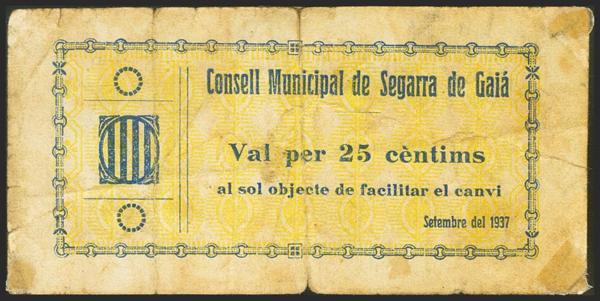 Consell Municipal de Segarra de Gaiá
Val per 25 cèntims
al sol objecte de facilitar el canvi
Setembre del 1937